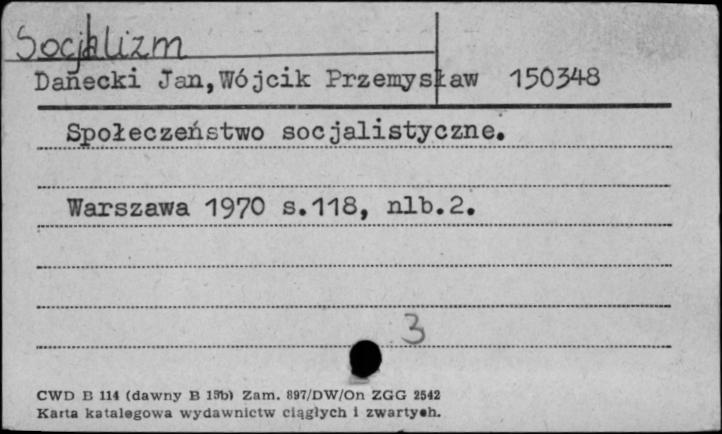 Socjalizm
Danecki Jan,Wójcik Przemysław 150348
Społeczeństwo socjalistyczne.
Warszawa 1970 s.118, nlb.2.
3
CWD B 114 (dawny B 19b) Zam. 897/DW/On ZGG 2542
Karta katalogowa wydawnictw ciągłych i zwartych.